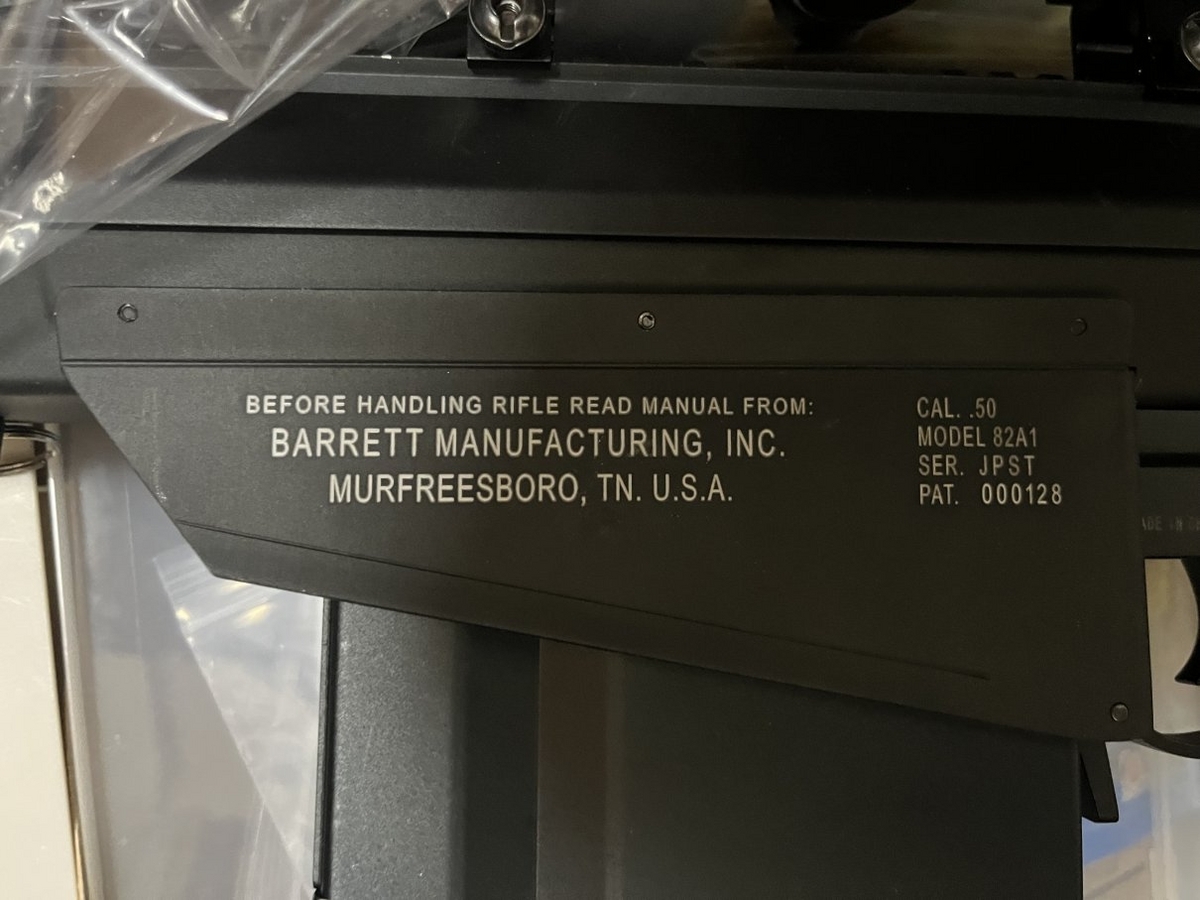 BEFORE HANDLING RIFLE READ MANUAL FROM:
BARRETT MANUFACTURING, INC.
MURFREESBORO, TN. U.S.A.
CAL. .50
MODEL 82A1
SER. JPST
PAT. 000128